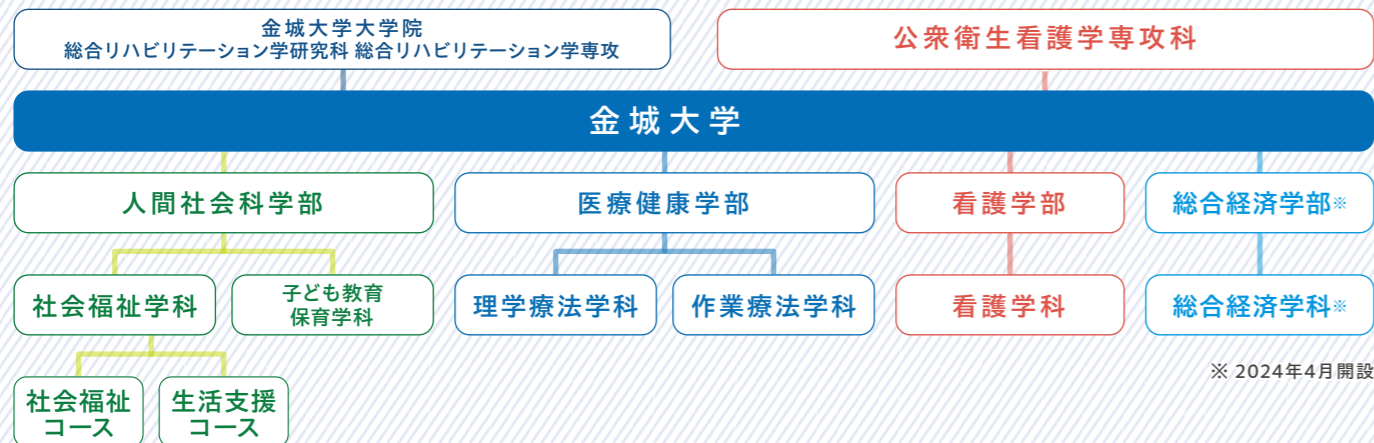 金城大学大学院
総合リハビリテーション学研究科 総合リハビリテーション学専攻
公衆衛生看護学専攻科
金城大学
人間社会科学部
医療健康学部
看護学部
総合経済学部※
社会福祉学科
子ども教育
保育学科
理学療法学科
作業療法学科
看護学科
総合経済学科※
※ 2024年4月開設
社会福祉
コース
生活支援
コース